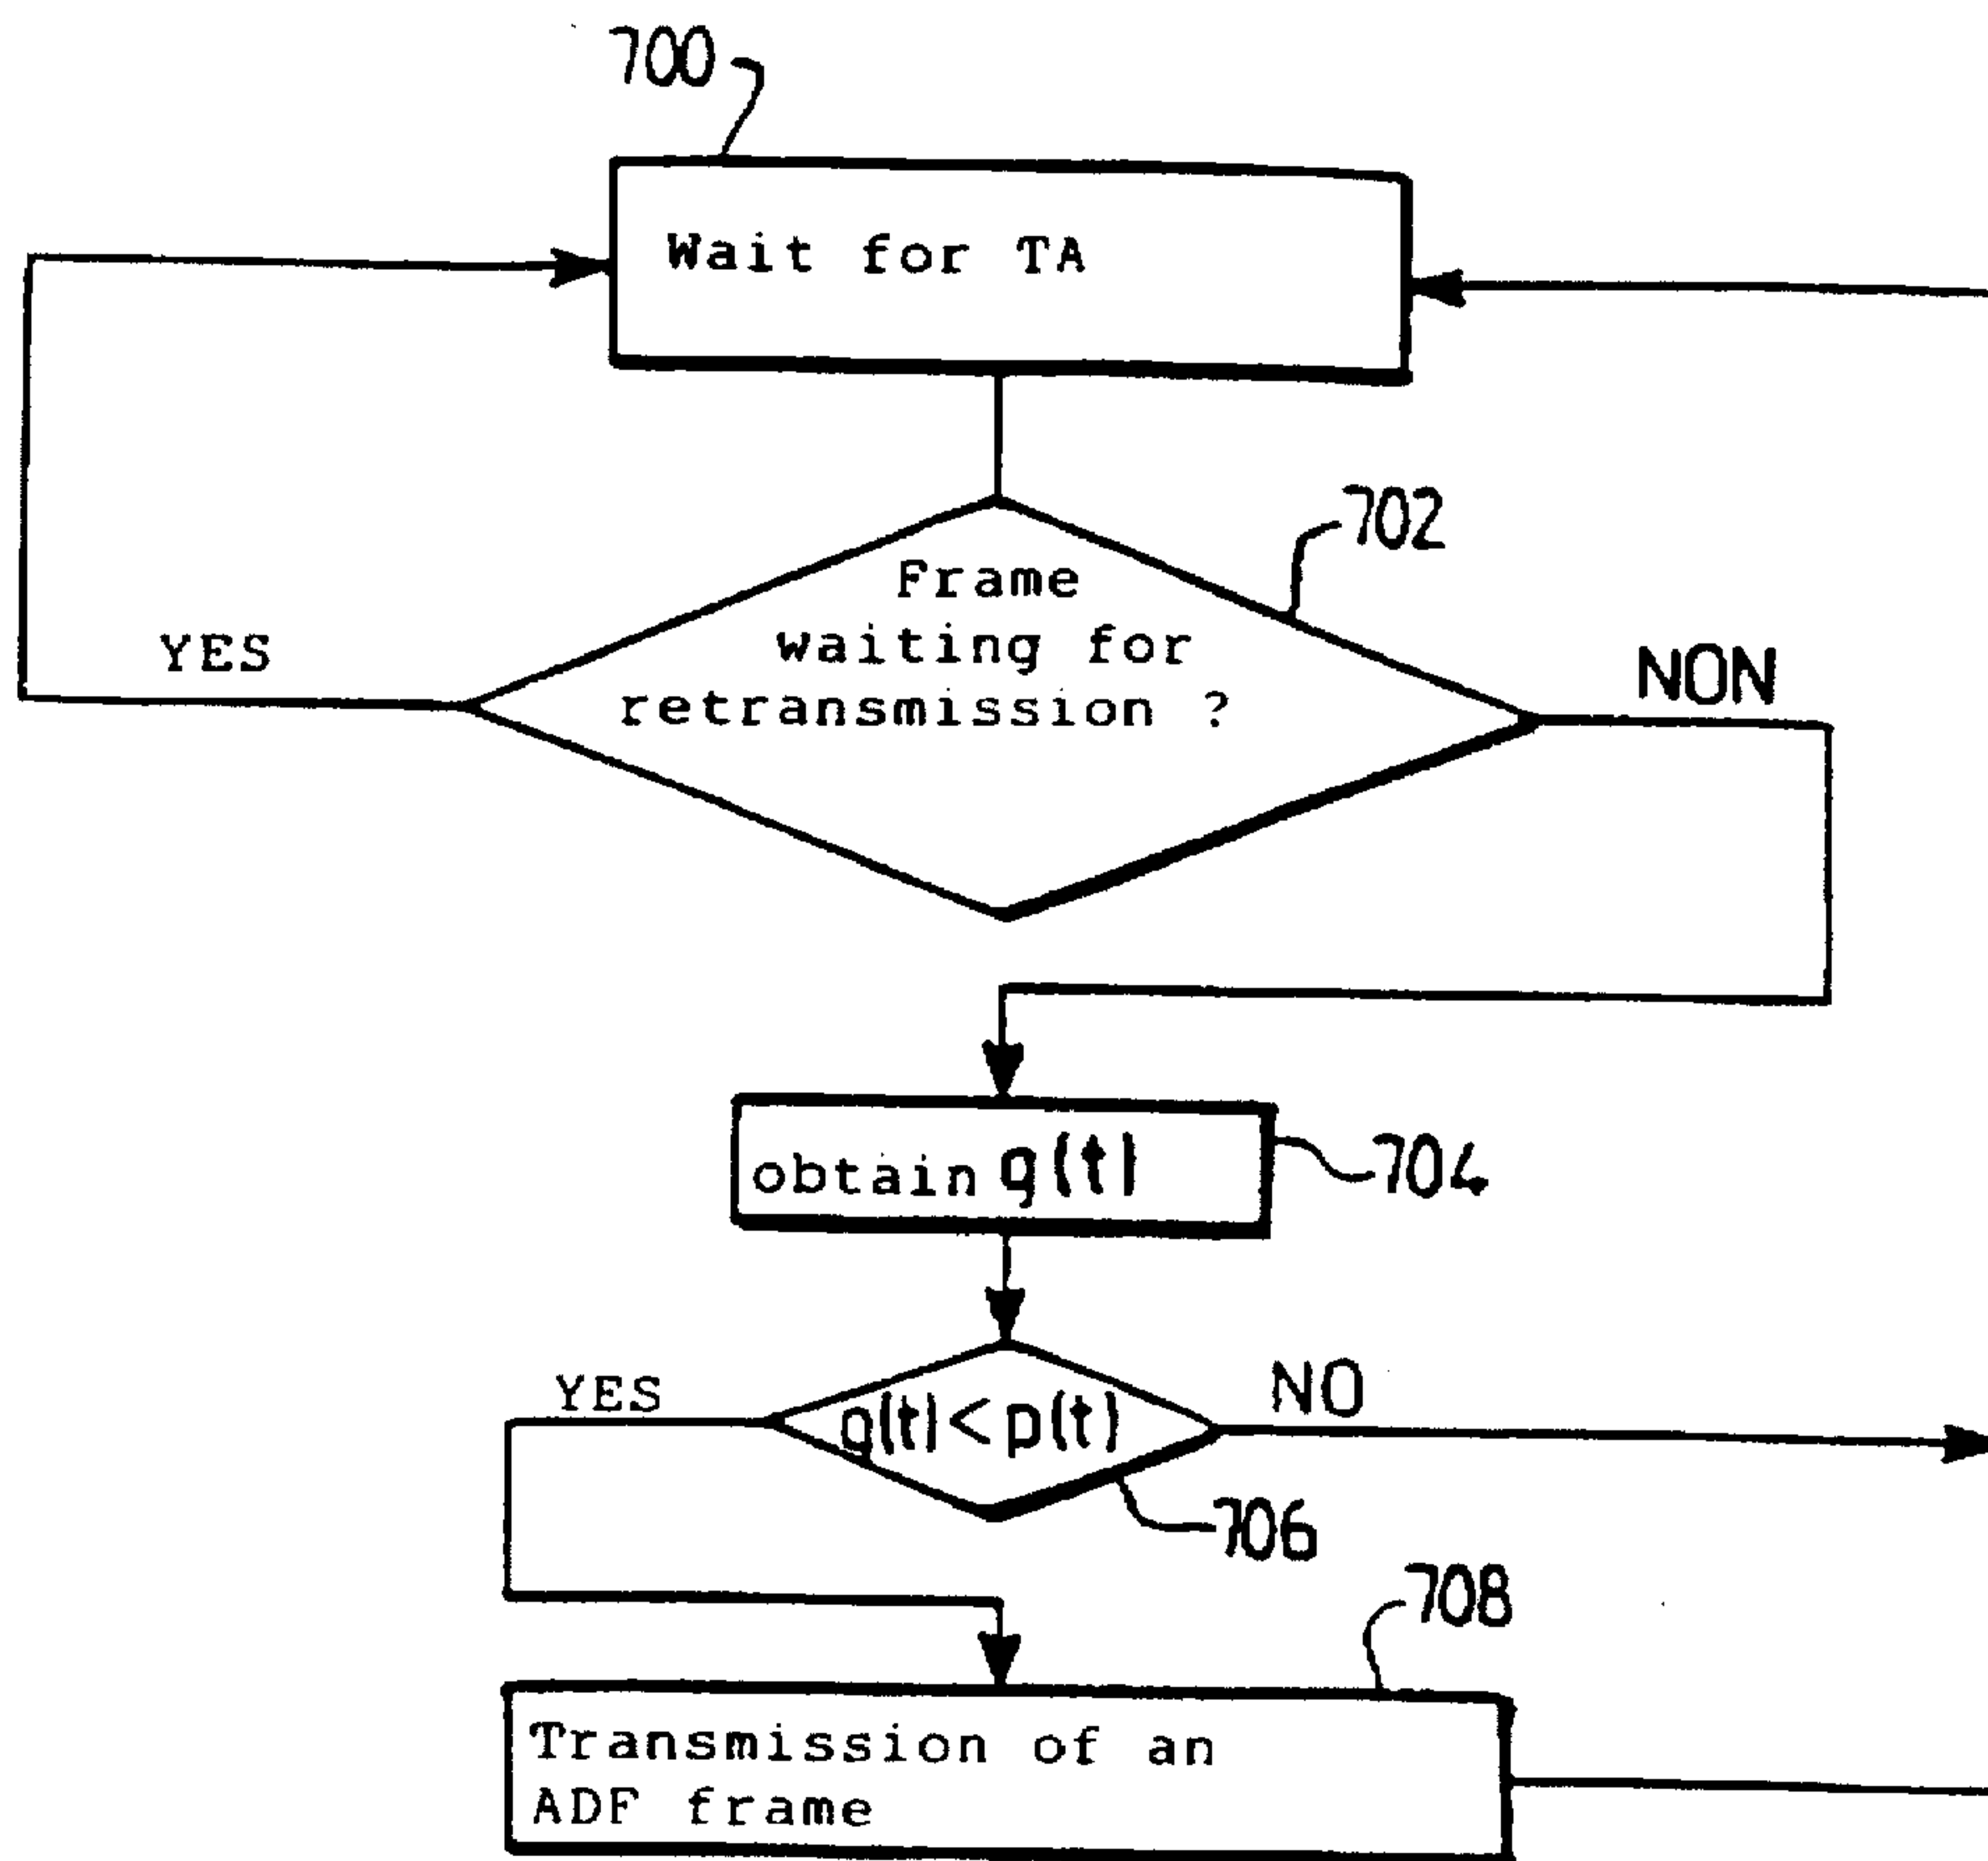 700
Wait for TA
702
Frame
waiting for
retransmission ?
YES
NON
obtain g(t)
704
YES
g(t) < p(t)
NO
706
708
Transmission of an
ADF frame